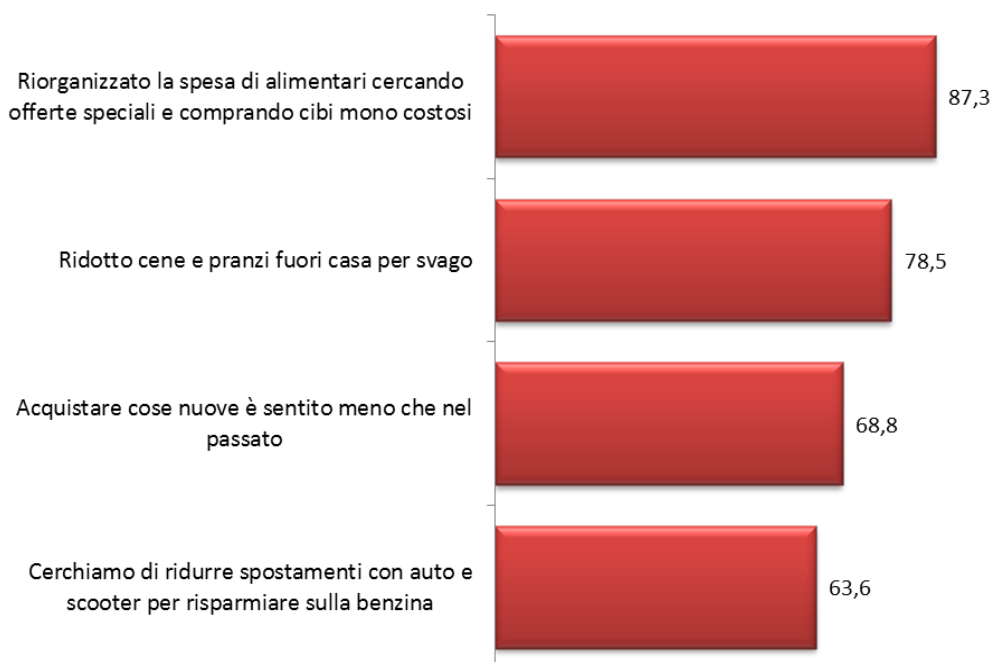 Riorganizzato la spesa di alimentari cercando
offerte speciali e comprando cibi mono costosi
87,3
Ridotto cene e pranzi fuori casa per svago
78,5
Acquistare cose nuove è sentito meno che nel
passato
68,8
Cerchiamo di ridurre spostamenti con auto e
scooter per risparmiare sulla benzina
63,6